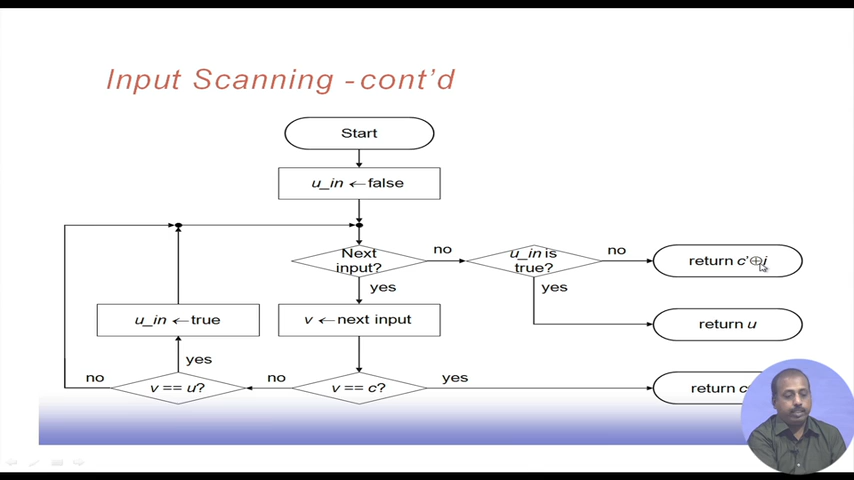 Input Scanning - cont'd
Start
u_in ←false
Next
input?
no
u_in is
true?
no
return c'⊕i
yes
yes
u_in ←true
v ←next input
return u
yes
no
v == u?
no
v == c?
yes
return